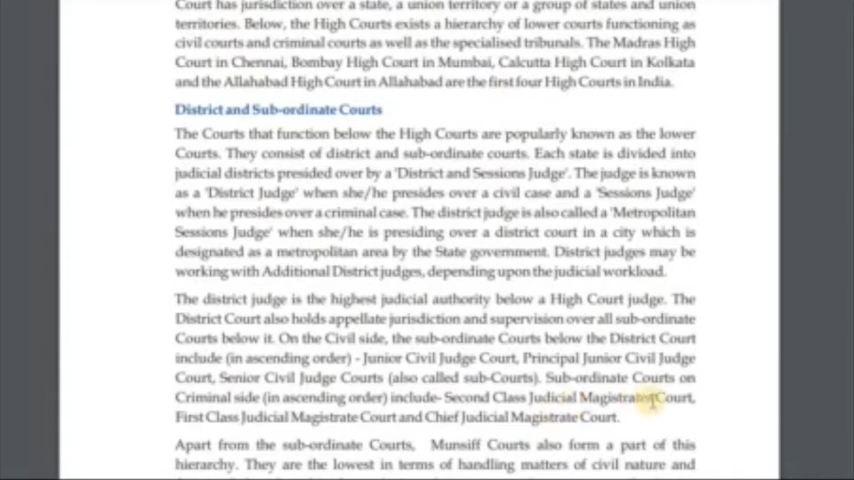 Court has jurisdiction over a state, a union territory or a group of states and union
territories. Below, the High Courts exists a hierarchy of lower courts functioning as
civil courts and criminal courts as well as the specialised tribunals. The Madras High
Court in Chennai, Bombay High Court in Mumbai, Calcutta High Court in Kolkata
and the Allahabad High Court in Allahabad are the first four High Courts in India.
District and Sub-ordinate Courts
The Courts that function below the High Courts are popularly known as the lower
Courts. They consist of district and sub-ordinate courts. Each state is divided into
judicial districts presided over by a 'District and Sessions Judge'. The judge is known
as a 'District Judge' when she/he presides over a civil case and a 'Sessions Judge'
when he presides over a criminal case. The district judge is also called a 'Metropolitan
Sessions Judge' when she/he is presiding over a district court in a city which is
designated as a metropolitan area by the State government. District judges may be
working with Additional District judges, depending upon the judicial workload.
The district judge is the highest judicial authority below a High Court judge. The
District Court also holds appellate jurisdiction and supervision over all sub-ordinate
Courts below it. On the Civil side, the sub-ordinate Courts below the District Court
include (in ascending order) - Junior Civil Judge Court, Principal Junior Civil Judge
Court, Senior Civil Judge Courts (also called sub-Courts). Sub-ordinate Courts on
Criminal side (in ascending order) include- Second Class Judicial Magistrates Court,
First Class Judicial Magistrate Court and Chief Judicial Magistrate Court.
Apart from the sub-ordinate Courts, Munsiff Courts also form a part of this
hierarchy. They are the lowest in terms of handling matters of civil nature and